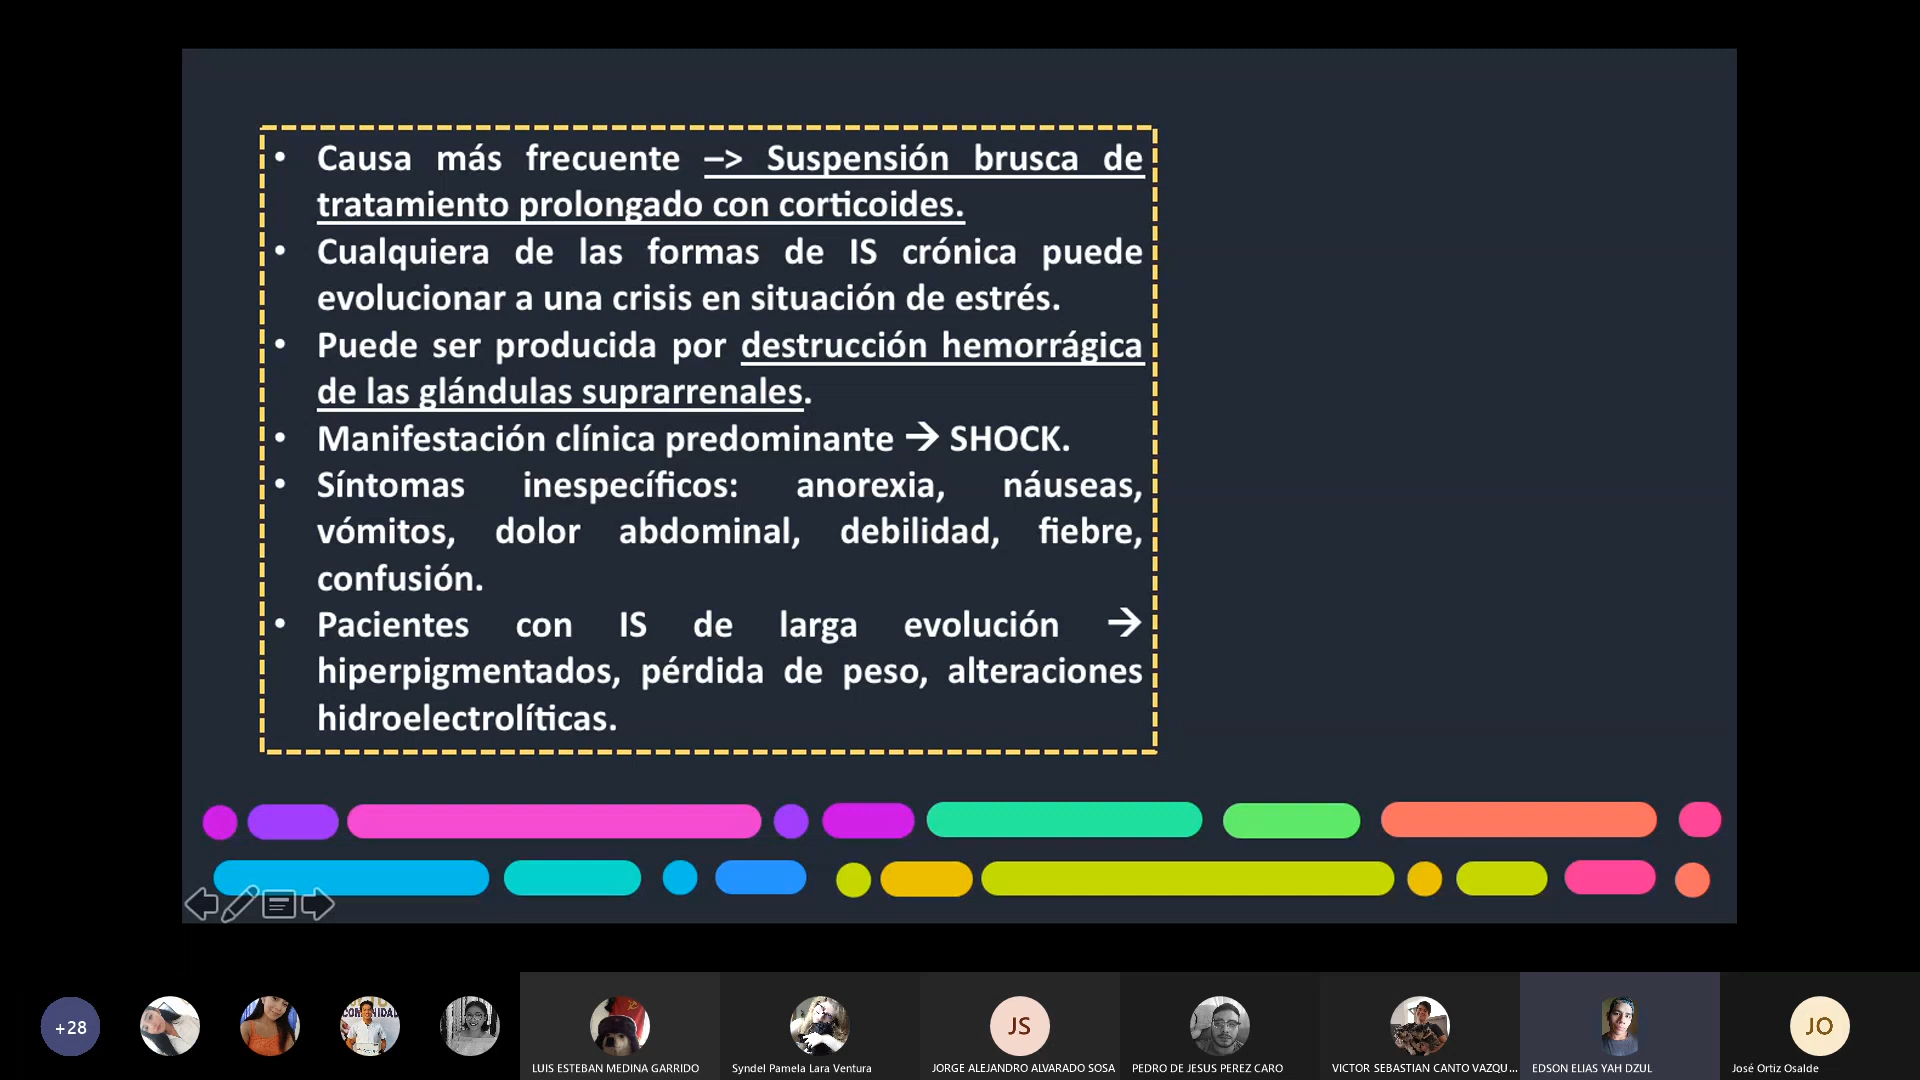 • Causa más frecuente –> Suspensión brusca de
tratamiento prolongado con corticoides.
• Cualquiera de las formas de IS crónica puede
evolucionar a una crisis en situación de estrés.
• Puede ser producida por destrucción hemorrágica
de las glándulas suprarrenales.
• Manifestación clínica predominante → SHOCK.
• Síntomas inespecíficos: anorexia, náuseas,
vómitos, dolor abdominal, debilidad, fiebre,
confusión.
• Pacientes con IS de larga evolución →
hiperpigmentados, pérdida de peso, alteraciones
hidroelectrolíticas.
+28
COMUNIDAD
JS
JO
LUIS ESTEBAN MEDINA GARRIDO
Syndel Pamela Lara Ventura
JORGE ALEJANDRO ALVARADO SOSA
PEDRO DE JESUS PEREZ CARO
VICTOR SEBASTIAN CANTO VAZQU...
EDSON ELIAS YAH DZUL
José Ortiz Osalde